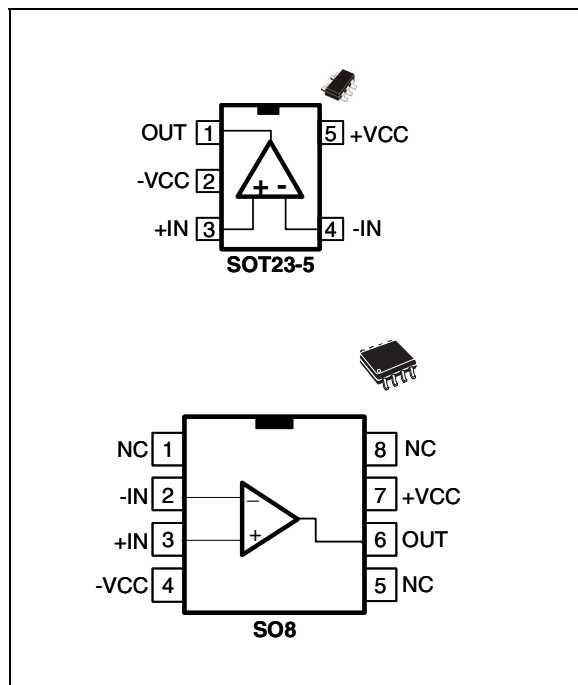 OUT 1 5 +VCC
-VCC 2
+ -
+IN 3 4 -IN
SOT23-5
NC 1 8 NC
-IN 2 − 7 +VCC
+IN 3 + 6 OUT
-VCC 4 5 NC
SO8